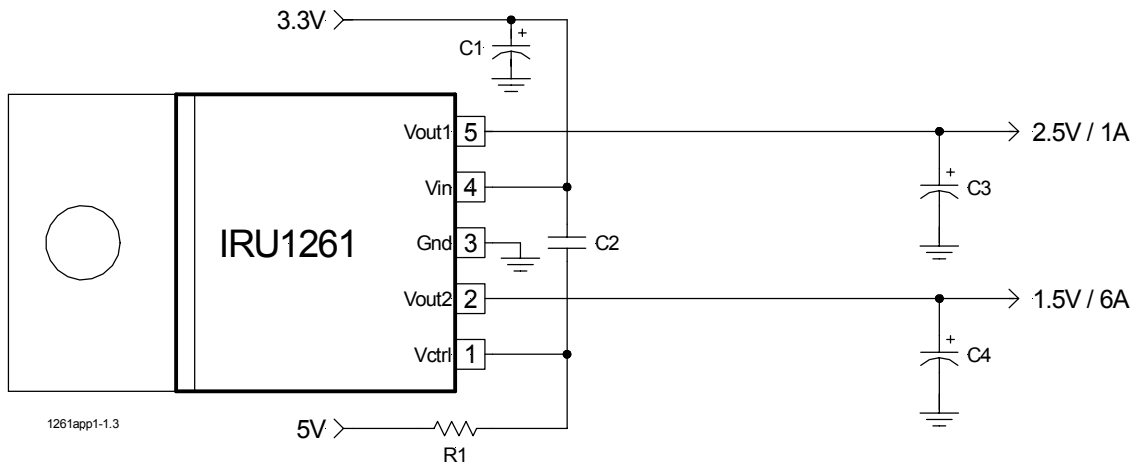 3.3V
C1
+
Vout1 5
2.5V / 1A
Vin 4
+
C3
IRU1261
Gnd 3
C2
Vout2 2
1.5V / 6A
Vctrl 1
+
C4
1261app1-1.3
5V
R1